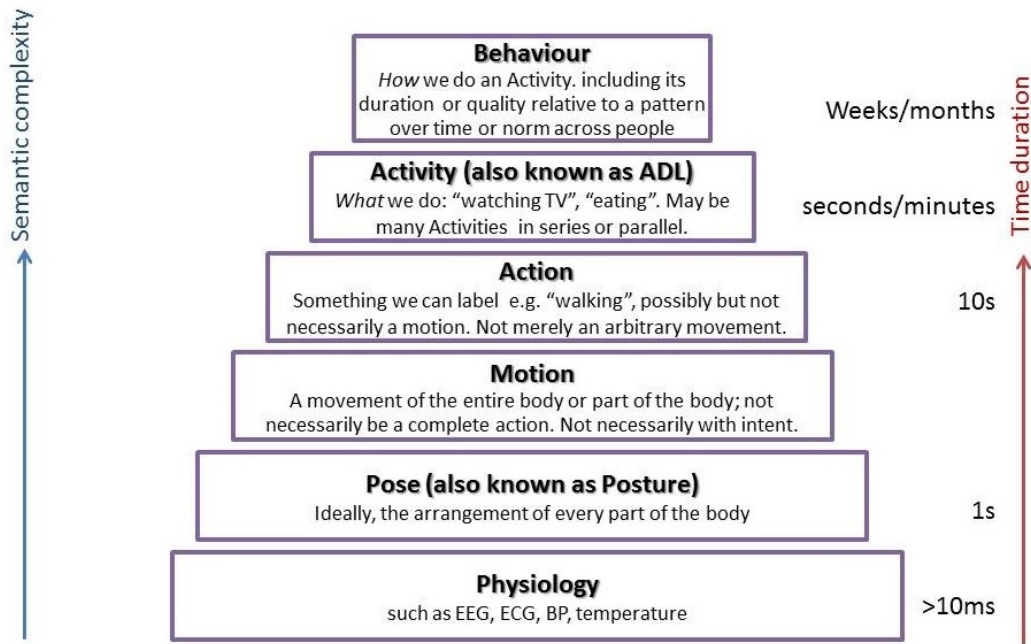 Semantic complexity
Behaviour
How we do an Activity. including its
duration or quality relative to a pattern
over time or norm across people
Weeks/months
Activity (also known as ADL)
What we do: “watching TV”, “eating”. May be
many Activities in series or parallel.
seconds/minutes
Time duration
Action
Something we can label e.g. “walking”, possibly but not
necessarily a motion. Not merely an arbitrary movement.
10s
Motion
A movement of the entire body or part of the body; not
necessarily be a complete action. Not necessarily with intent.
Pose (also known as Posture)
Ideally, the arrangement of every part of the body
1s
Physiology
such as EEG, ECG, BP, temperature
>10ms